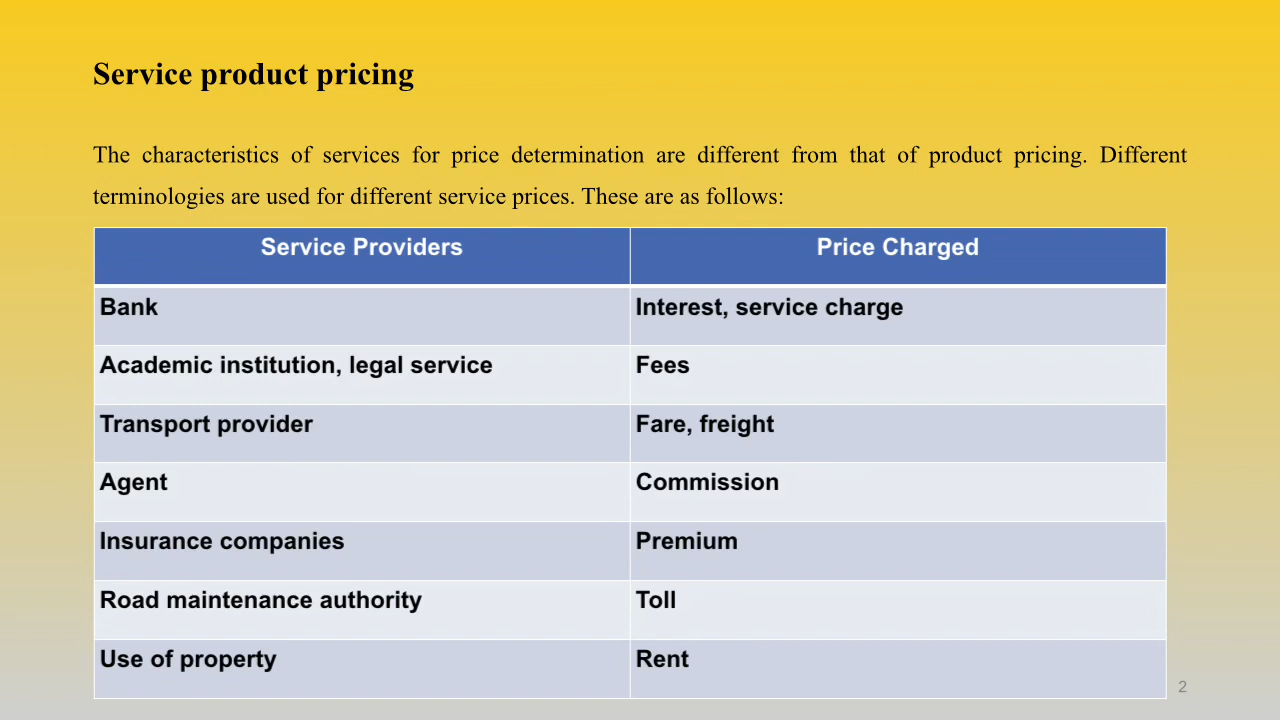 Service product pricing
The characteristics of services for price determination are different from that of product pricing. Different
terminologies are used for different service prices. These are as follows:
Service Providers Price Charged
Bank Interest, service charge
Academic institution, legal service Fees
Transport provider Fare, freight
Agent Commission
Insurance companies Premium
Road maintenance authority Toll
Use of property Rent
2